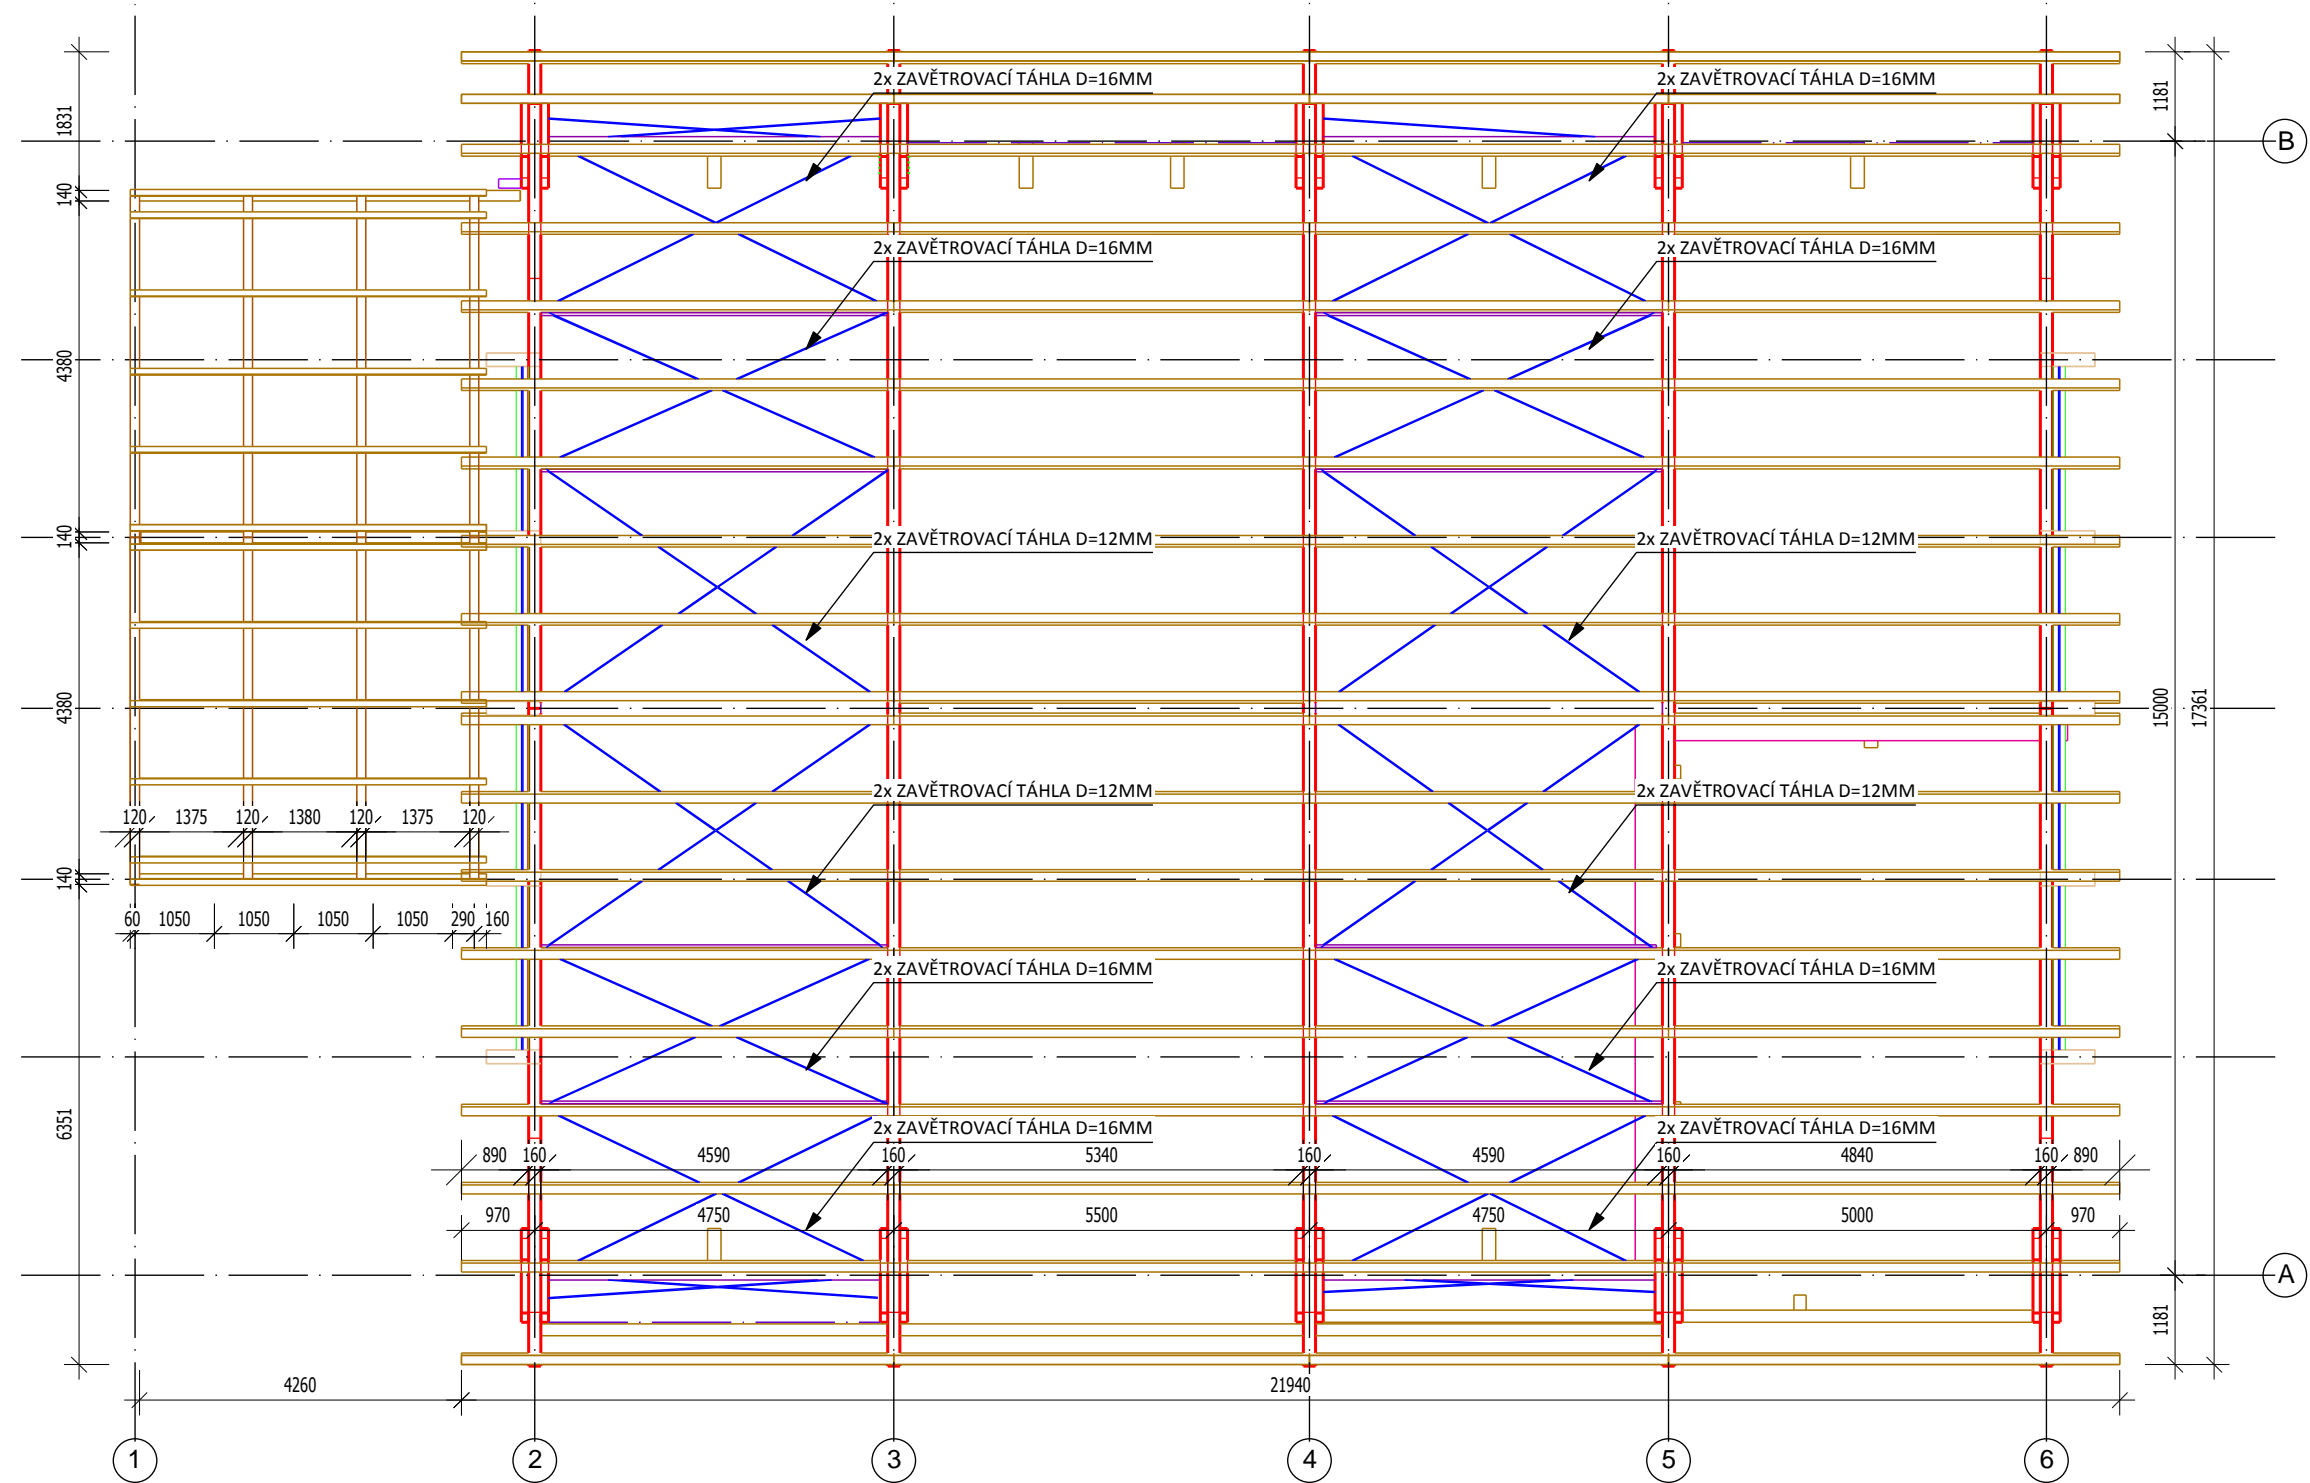 2x ZAVĚTROVACÍ TÁHLA D=16MM
2x ZAVĚTROVACÍ TÁHLA D=16MM
1831
1181
B
140
2x ZAVĚTROVACÍ TÁHLA D=16MM
2x ZAVĚTROVACÍ TÁHLA D=16MM
4380
140
2x ZAVĚTROVACÍ TÁHLA D=12MM
2x ZAVĚTROVACÍ TÁHLA D=12MM
4380
15000
17361
2x ZAVĚTROVACÍ TÁHLA D=12MM
2x ZAVĚTROVACÍ TÁHLA D=12MM
120 1375 120 1380 120 1375 120
140
60 1050 1050 1050 1050 290 160
2x ZAVĚTROVACÍ TÁHLA D=16MM
2x ZAVĚTROVACÍ TÁHLA D=16MM
6351
2x ZAVĚTROVACÍ TÁHLA D=16MM
2x ZAVĚTROVACÍ TÁHLA D=16MM
890 160 4590 160 5340 160 4590 160 4840 160 890
970 4750 5500 4750 5000 970
A
1181
4260 21940
1 2 3 4 5 6